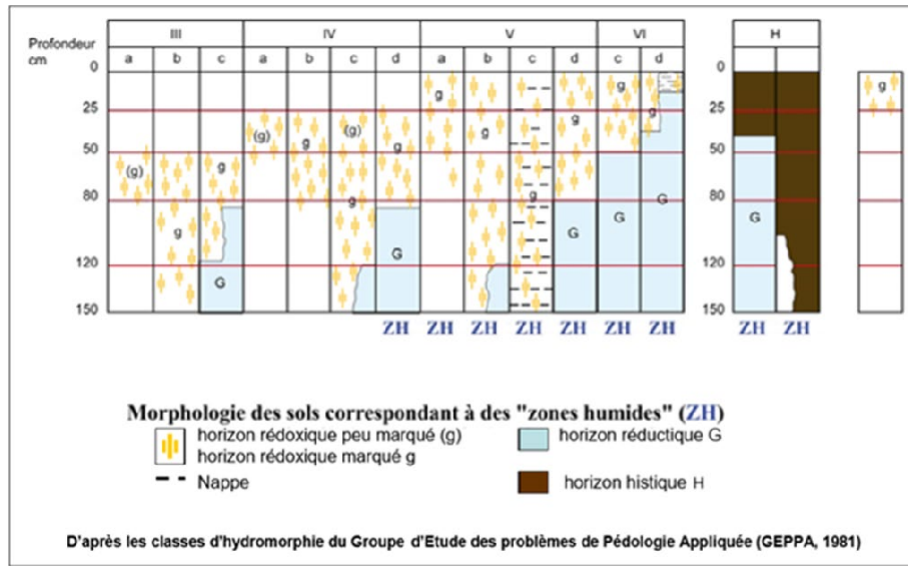 III IV V VI H
Profondeur
cm
a b c a b c d a b c d c d
0 0
25 25
50 50
80 80
120 120
150 150
(g) g g g G
(g) g (g) g g G
g g g g G
g G g G
G
g
ZH ZH ZH ZH ZH ZH ZH ZH ZH
Morphologie des sols correspondant à des "zones humides" (ZH)
horizon rédoxique peu marqué (g) horizon réductique G
horizon rédoxique marqué g
Nappe horizon histique H
D'après les classes d'hydromorphie du Groupe d'Etude des problèmes de Pédologie Appliquée (GEPPA, 1981)